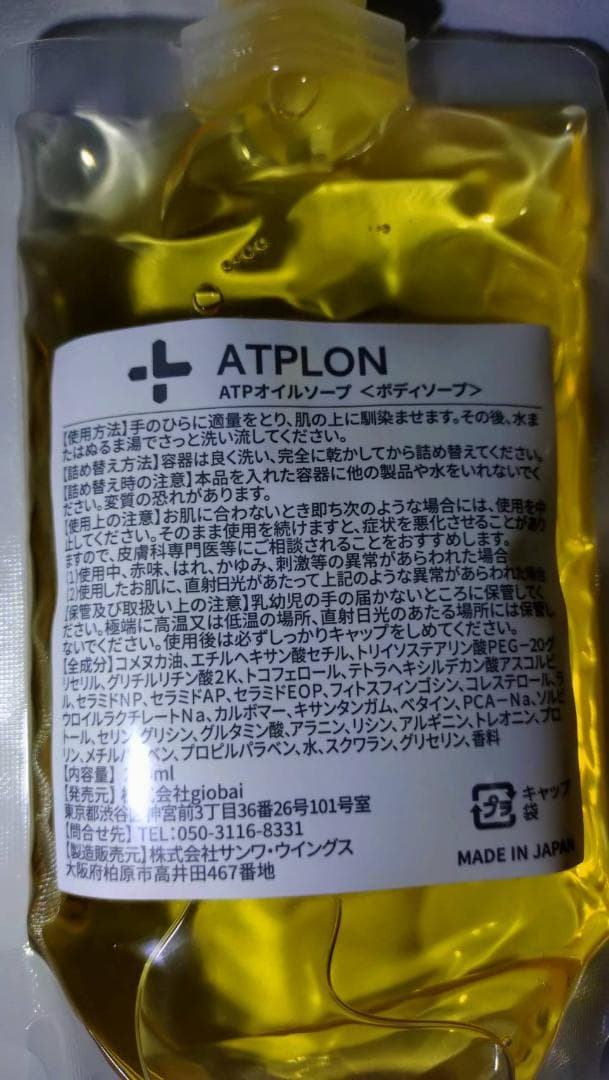 ATPLON
ATPオイルソープ <ボディソープ>
【使用方法】手のひらに適量をとり、肌の上に馴染ませます。その後、水ま
たはぬるま湯でさっと洗い流してください。
【詰め替え方法】容器は良く洗い、完全に乾かしてから詰め替えてください。
【詰め替え時の注意】本品を入れた容器に他の製品や水をいれないでく
ださい。変質の恐れがあります。
【使用上の注意】お肌に合わないとき即ち次のような場合には、使用を中
止してください。そのまま使用を続けますと、症状を悪化させることがあり
ますので、皮膚科専門医等にご相談されることをおすすめします。
(1)使用中、赤味、はれ、かゆみ、刺激等の異常があらわれた場合
(2)使用したお肌に、直射日光があたって上記のような異常があらわれた場合
【保管及び取扱い上の注意】乳幼児の手の届かないところに保管してく
ださい。極端に高温又は低温の場所、直射日光のあたる場所には保管し
ないでください。使用後は必ずしっかりキャップをしめてください。
【全成分】コメヌカ油、エチルヘキサン酸セチル、トリイソステアリン酸PEG-20グ
リセリル、グリチルリチン酸2K、トコフェロール、テトラヘキシルデカン酸アスコルビ
ル、セラミドNP、セラミドAP、セラミドEOP、フィトスフィンゴシン、コレステロール、ラ
ウロイルラクチレートNa、カルボマー、キサンタンガム、ベタイン、PCA-Na、ソルビ
トール、セリン、グリシン、グルタミン酸、アラニン、リシン、アルギニン、トレオニン、プロ
リン、メチルパラベン、プロピルパラベン、水、スクワラン、グリセリン、香料
【内容量】 ml
【発売元】 会社giobai
東京都渋谷区神宮前3丁目36番26号101号室
【問合せ先】TEL:050-3116-8331
【製造販売元】株式会社サンワ・ウイングス
大阪府柏原市高井田467番地
プラ
キャップ
袋
MADE IN JAPAN